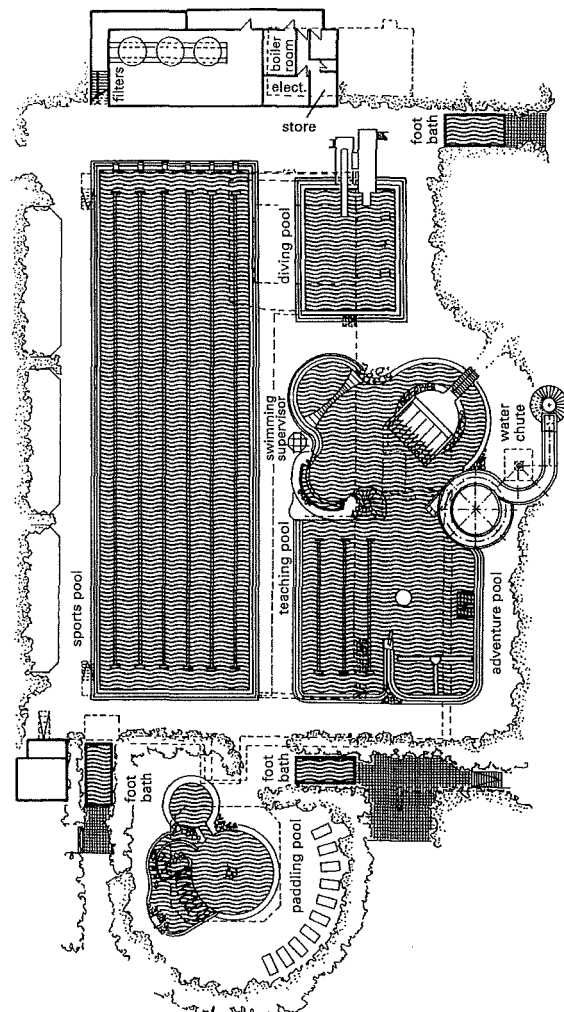 filters
boiler
room
elect.
store
foot
bath
diving pool
swimming
supervisor
water
chute
sports pool
teaching pool
adventure pool
foot
bath
foot
bath
paddling pool